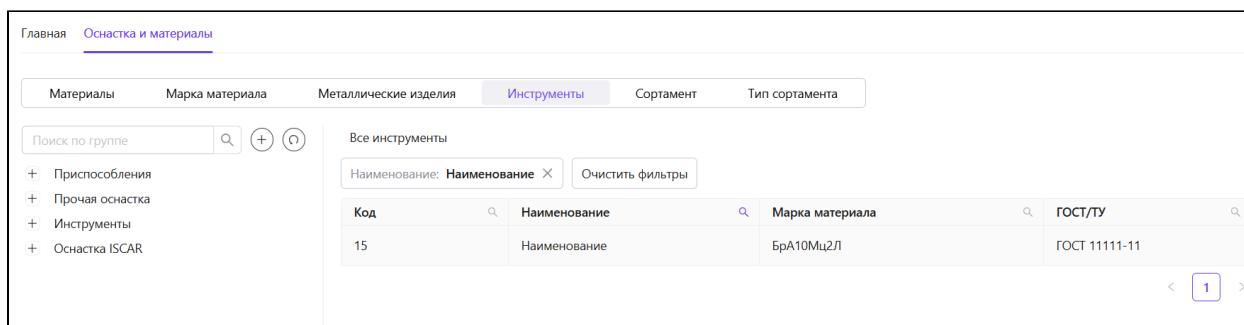 Главная Оснастка и материалы
Материалы Марка материала Металлические изделия Инструменты Сортамент Тип сортамента
Поиск по группе
Приспособления
Прочая оснастка
Инструменты
Оснастка ISCAR
Все инструменты
Наименование: Наименование Очистить фильтры
Код Наименование Марка материала ГОСТ/ТУ
15 Наименование БрА10Мц2Л ГОСТ 11111-11
1